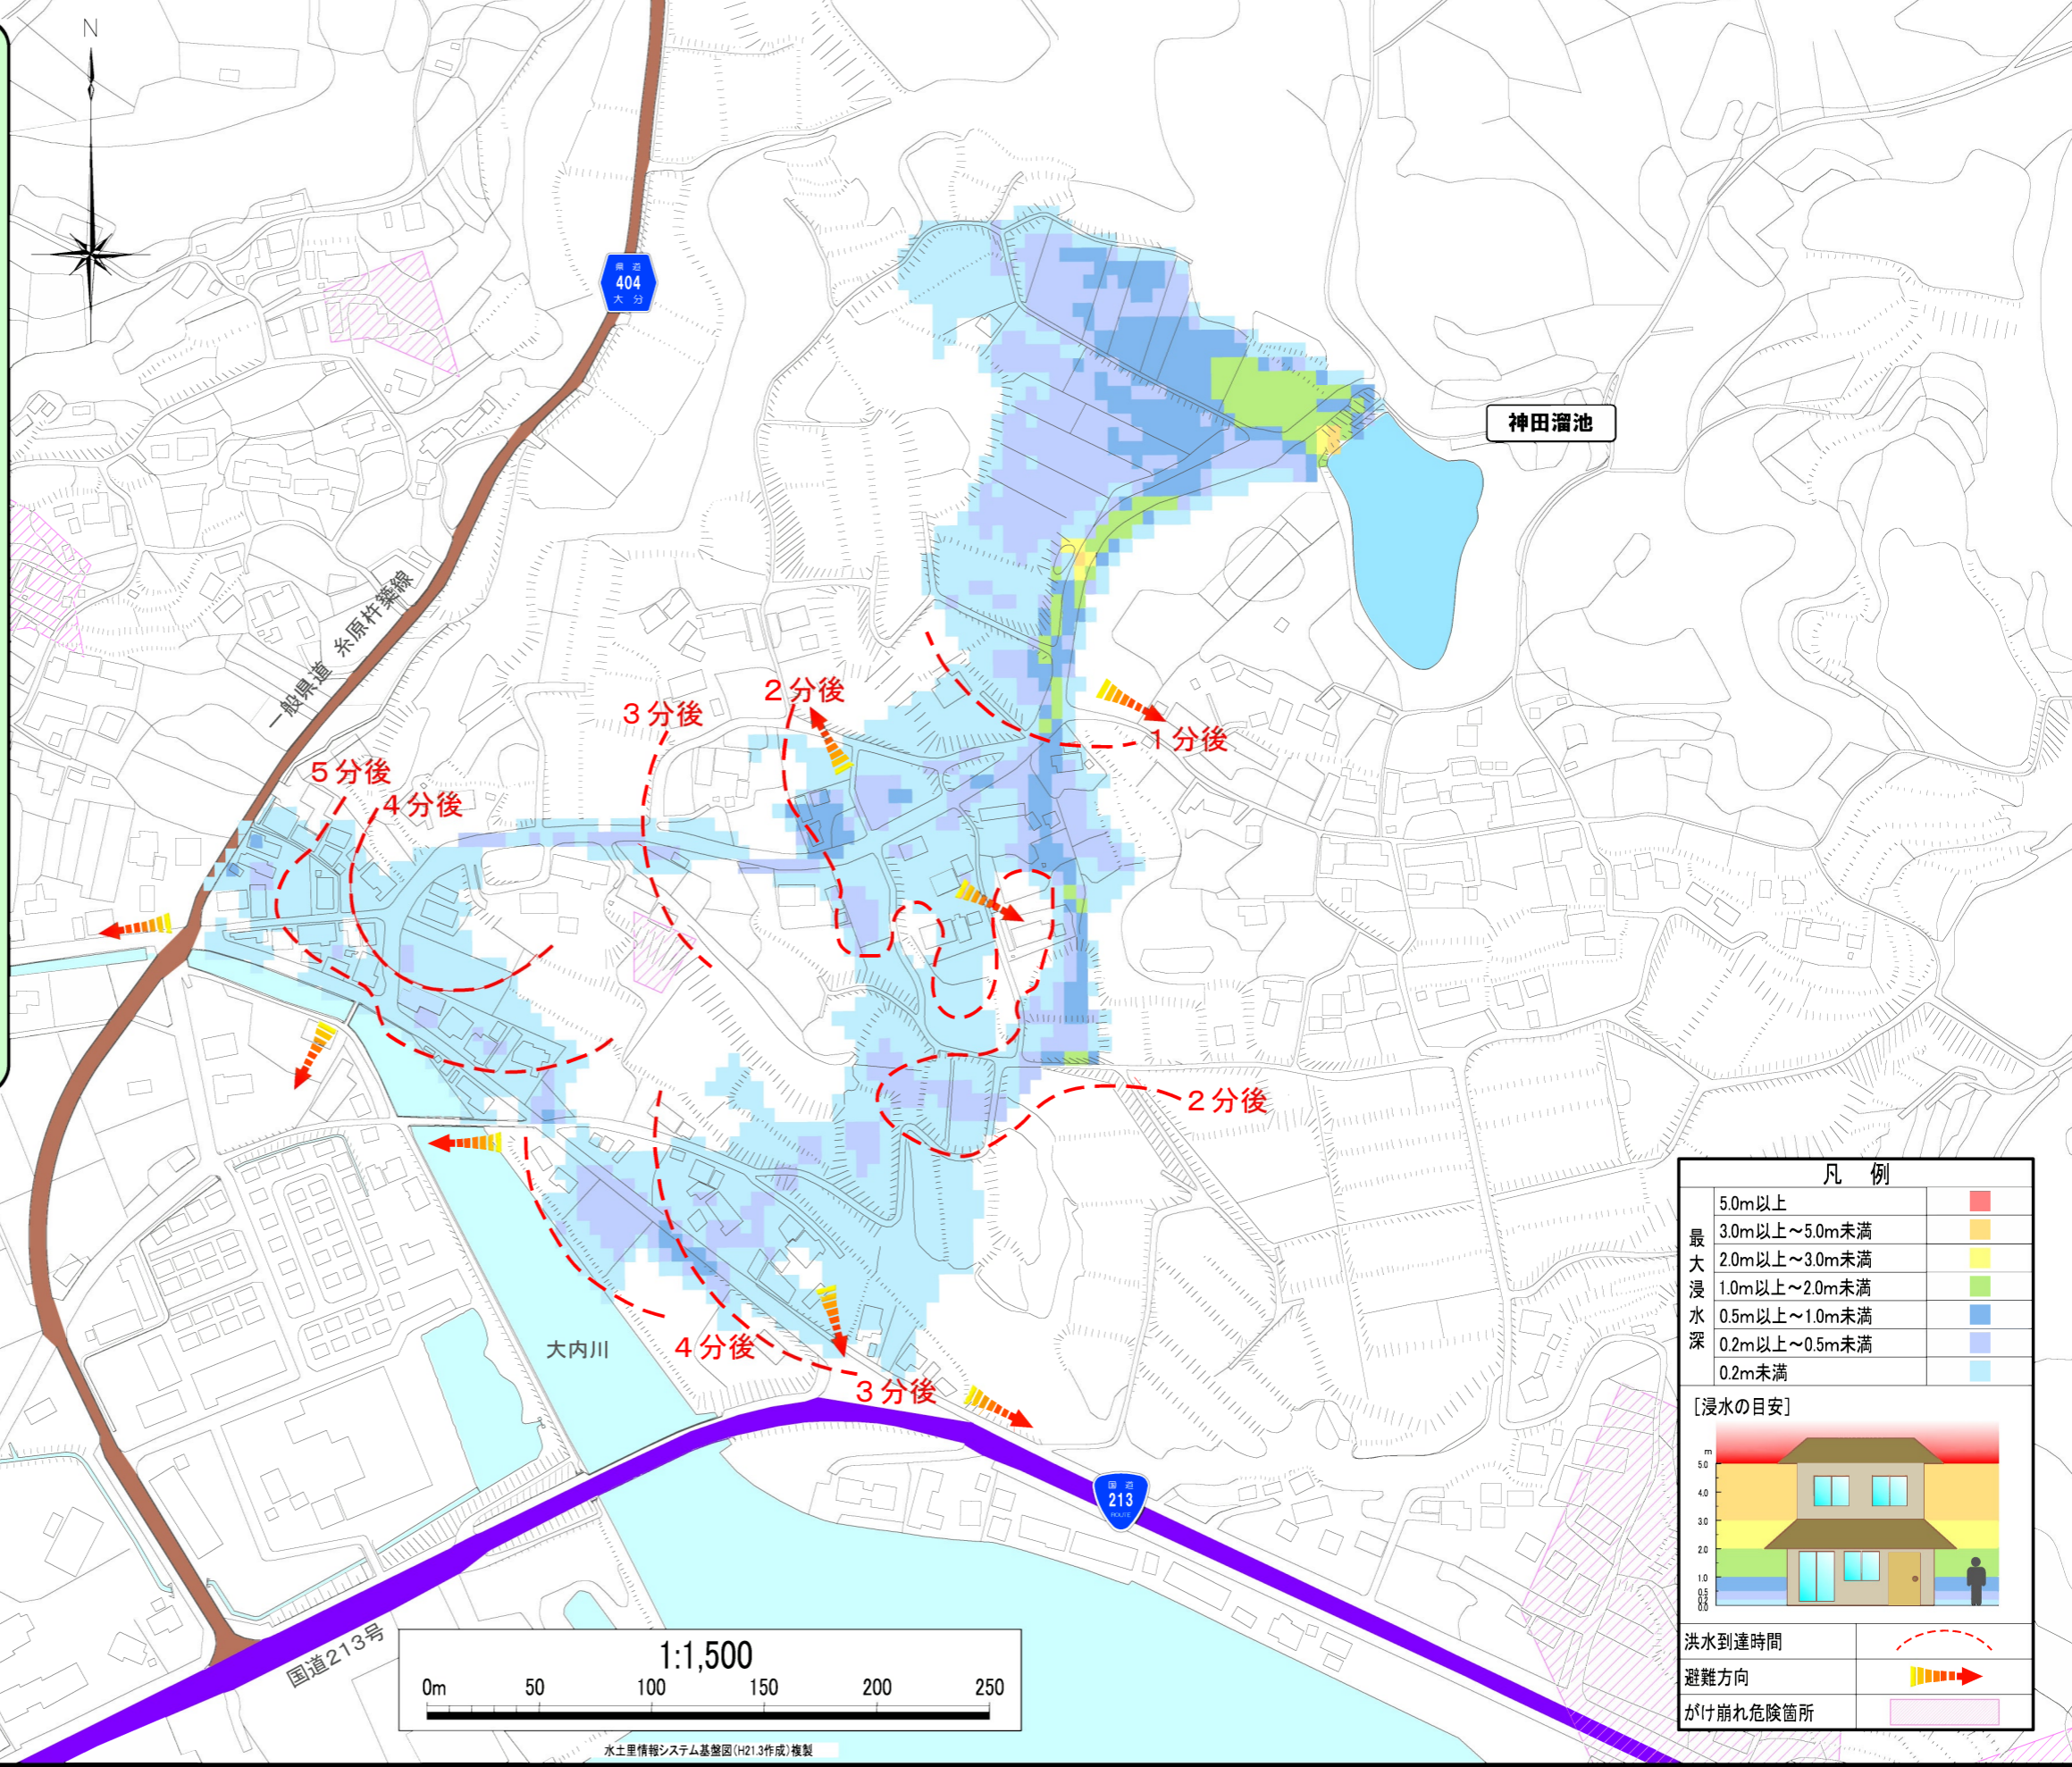 N
県道
404
大分
神田溜池
一般県道 糸原杵築線
2分後
3分後
1分後
5分後
4分後
2分後
大内川
4分後
3分後
国道
213
ROUTE
国道213号
凡 例
最大浸水深
5.0m以上
3.0m以上～5.0m未満
2.0m以上～3.0m未満
1.0m以上～2.0m未満
0.5m以上～1.0m未満
0.2m以上～0.5m未満
0.2m未満
[浸水の目安]
m
5.0
4.0
3.0
2.0
1.0
0.5
0.2
0.0
洪水到達時間
避難方向
がけ崩れ危険箇所
1:1,500
0m 50 100 150 200 250
水土里情報システム基盤図(H21.3作成)複製